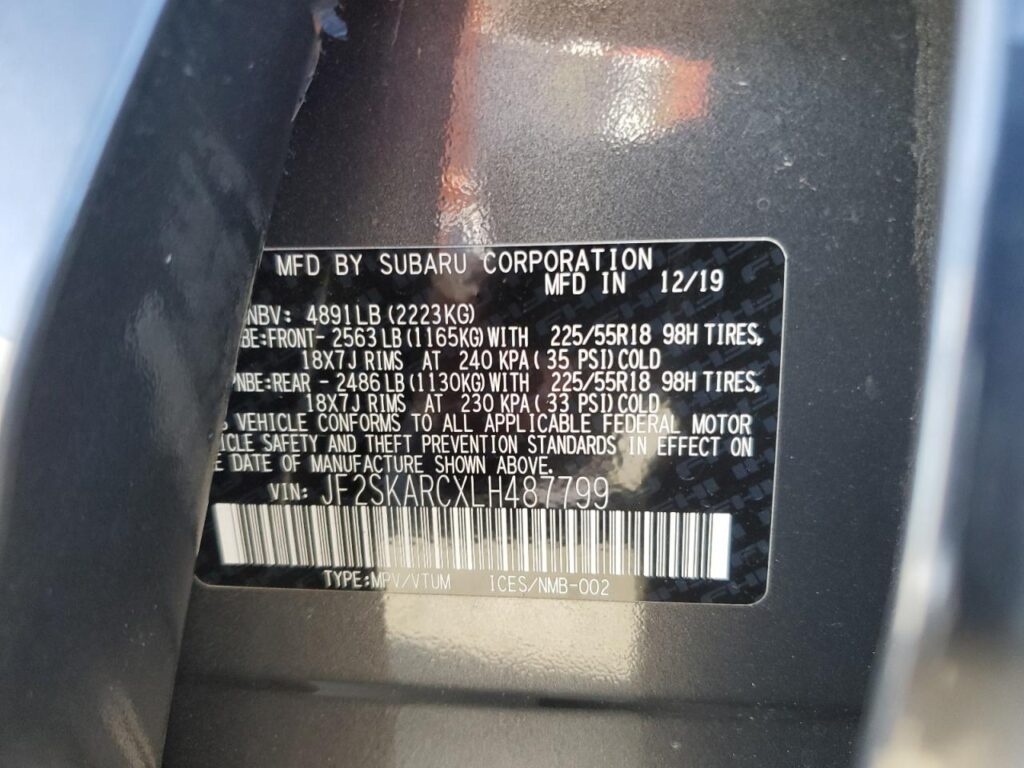 MFD BY SUBARU CORPORATION
MFD IN 12/19
NBV: 4891LB (2223KG)
BE:FRONT- 2563LB (1165KG) WITH 225/55R18 98H TIRES,
18X7J RIMS AT 240 KPA( 35 PSI) COLD
PNBE:REAR - 2486LB (1130KG) WITH 225/55R18 98H TIRES,
18X7J RIMS AT 230 KPA( 33 PSI) COLD
S VEHICLE CONFORMS TO ALL APPLICABLE FEDERAL MOTOR
ICLE SAFETY AND THEFT PREVENTION STANDARDS IN EFFECT ON
E DATE OF MANUFACTURE SHOWN ABOVE.
VIN: JF2SKARCXLH487799
TYPE:MPV/VTUM ICES/NMB-002